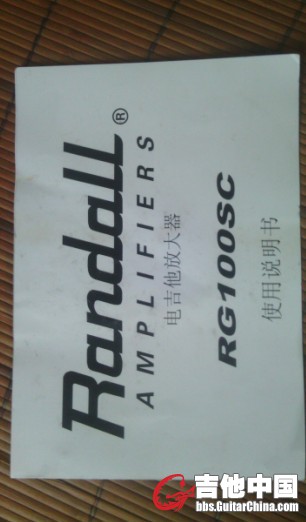 Randall®
AMPLIFIERS
电吉他放大器
RG100SC
使用说明书
吉他中国
bbs.GuitarChina.com